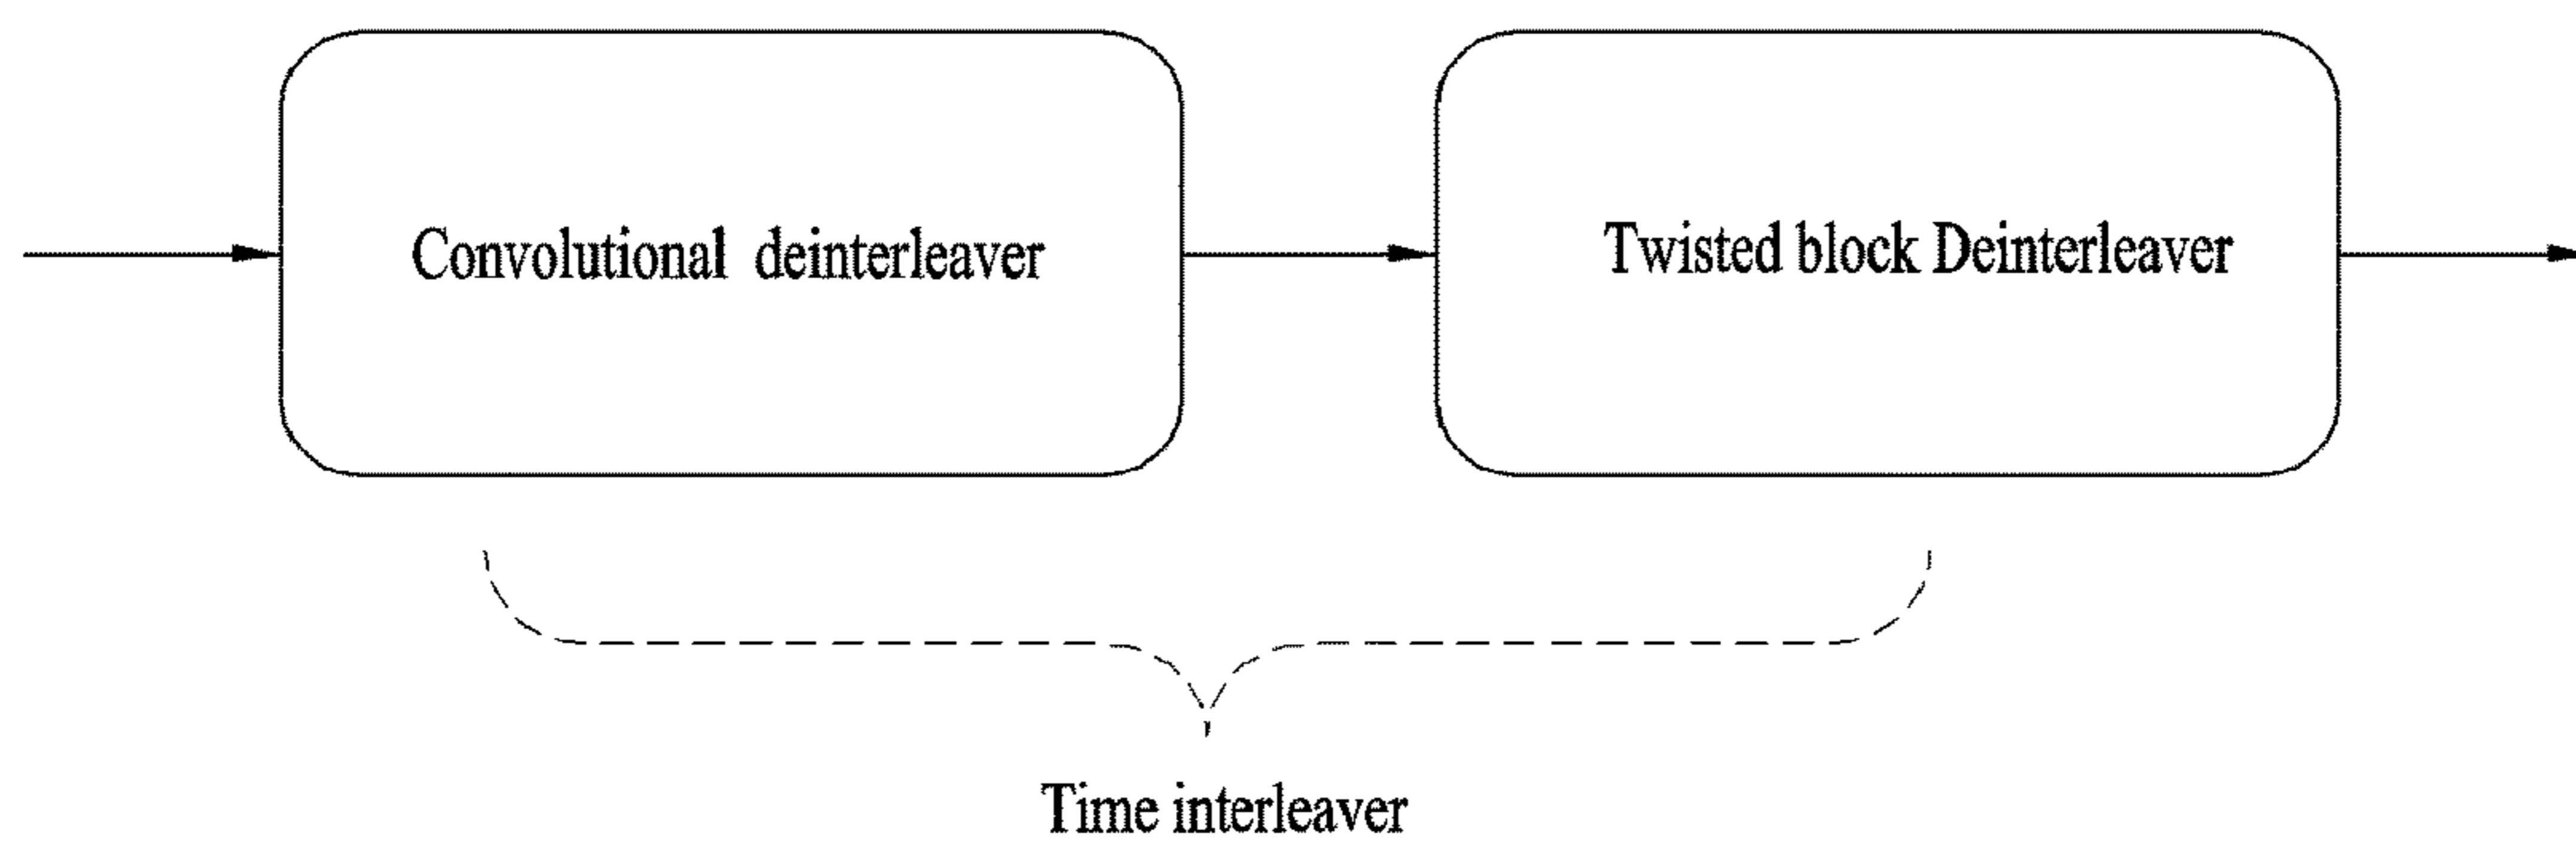 Convolutional deinterleaver
Twisted block Deinterleaver
Time interleaver